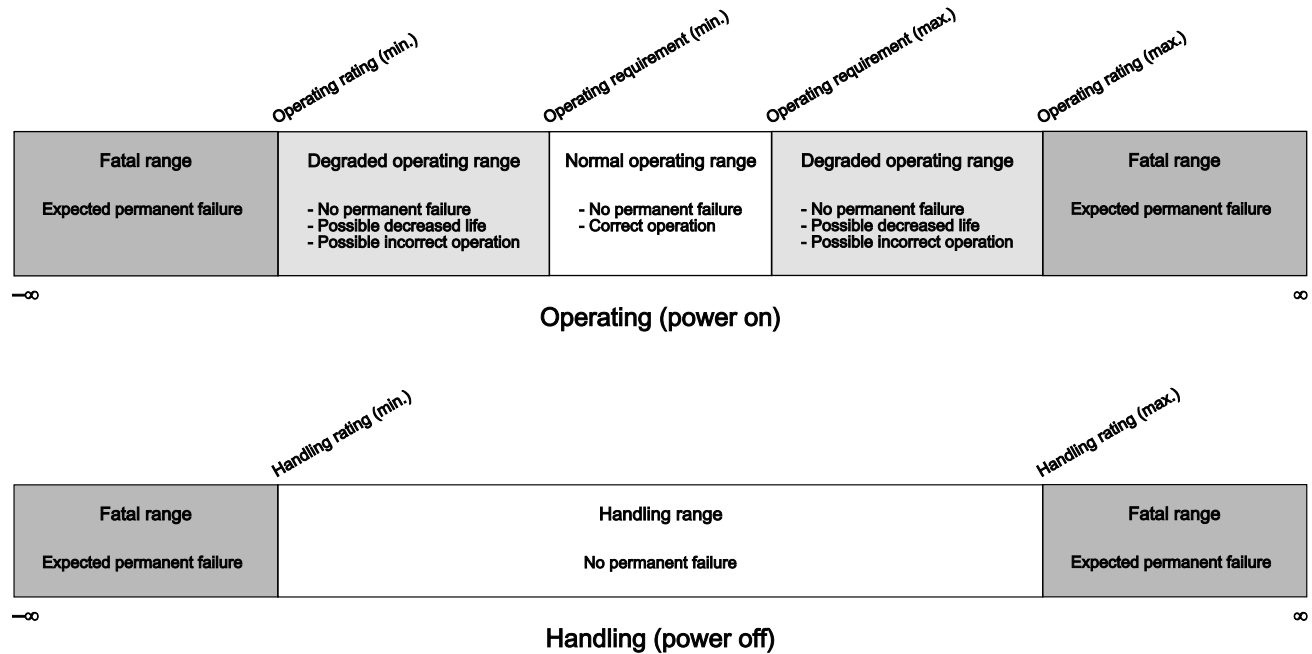 Operating rating (min.)
Operating requirement (min.)
Operating requirement (max.)
Operating rating (max.)
Fatal range
Degraded operating range
Normal operating range
Degraded operating range
Fatal range
Expected permanent failure
- No permanent failure
- Possible decreased life
- Possible incorrect operation
- No permanent failure
- Correct operation
- No permanent failure
- Possible decreased life
- Possible incorrect operation
Expected permanent failure
–∞
∞
Operating (power on)
Handling rating (min.)
Handling rating (max.)
Fatal range
Handling range
Fatal range
Expected permanent failure
No permanent failure
Expected permanent failure
–∞
∞
Handling (power off)